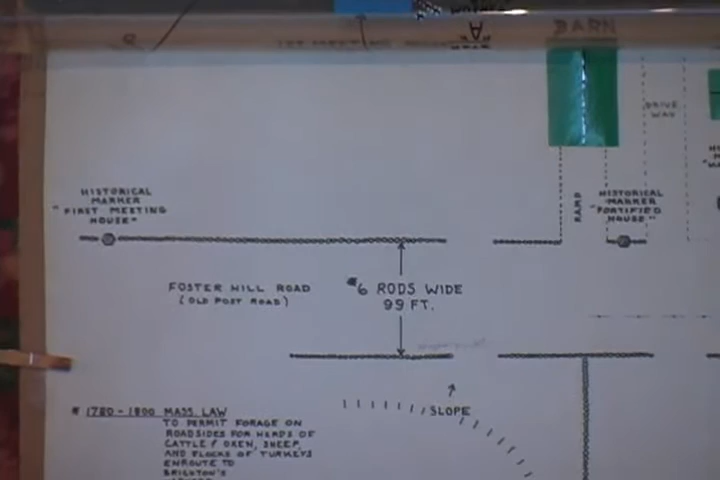 BARN
DRIVE
WAY
HISTORICAL
MARKER
"FIRST MEETING
HOUSE"
RAMP
HISTORICAL
MARKER
"FORTIFIED
HOUSE"
FOSTER HILL ROAD
(OLD POST ROAD)
*6 RODS WIDE
99 FT.
SLOPE
* 1780-1800 MASS. LAW
TO PERMIT FORAGE ON
ROADSIDES FOR HERDS OF
CATTLE & OXEN, SHEEP,
AND FLOCKS OF TURKEYS
ENROUTE TO
BRIGHTON'S